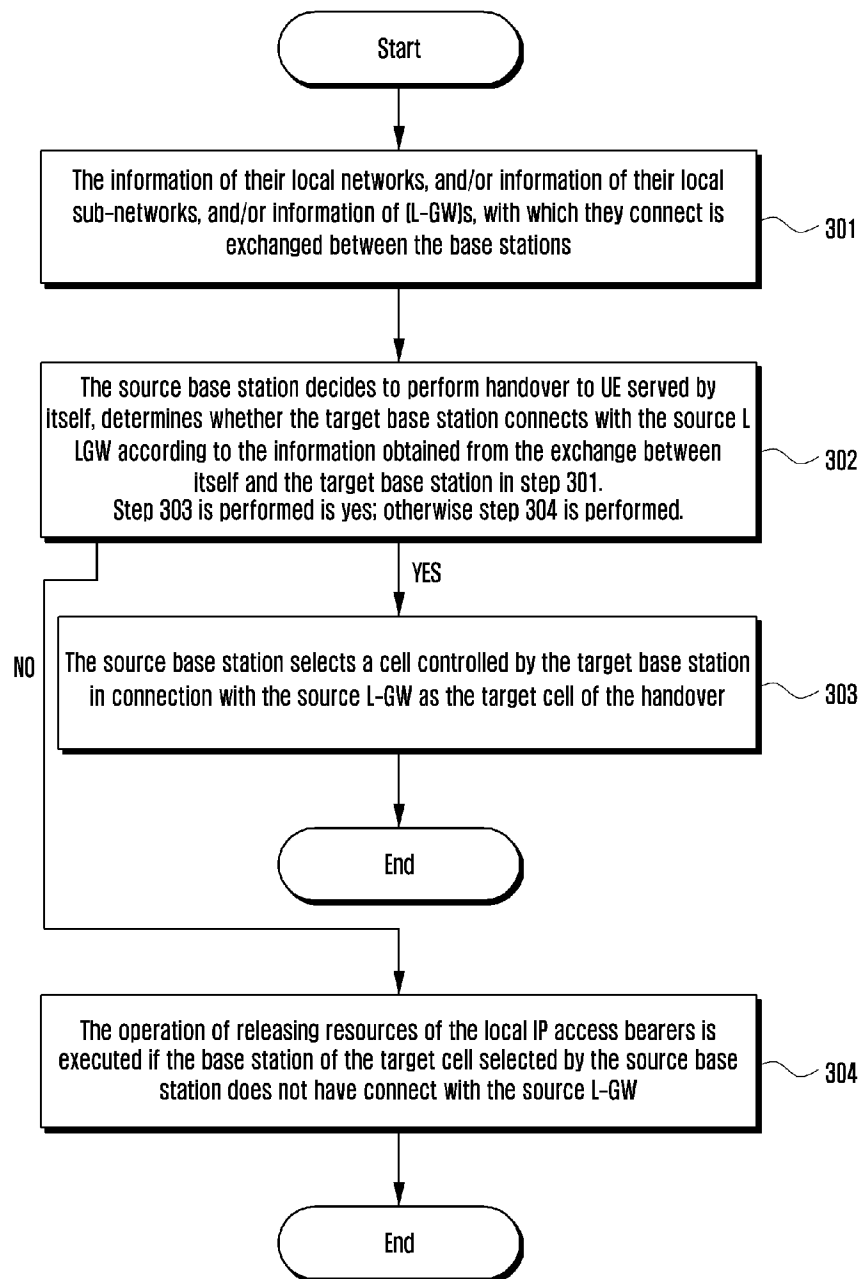 Start
The information of their local networks, and/or information of their local
sub-networks, and/or information of (L-GW)s, with which they connect is
exchanged between the base stations
301
The source base station decides to perform handover to UE served by
itself, determines whether the target base station connects with the source L
LGW according to the information obtained from the exchange between
itself and the target base station in step 301.
Step 303 is performed is yes; otherwise step 304 is performed.
302
YES
NO
The source base station selects a cell controlled by the target base station
in connection with the source L-GW as the target cell of the handover
303
End
The operation of releasing resources of the local IP access bearers is
executed if the base station of the target cell selected by the source base
station does not have connect with the source L-GW
304
End